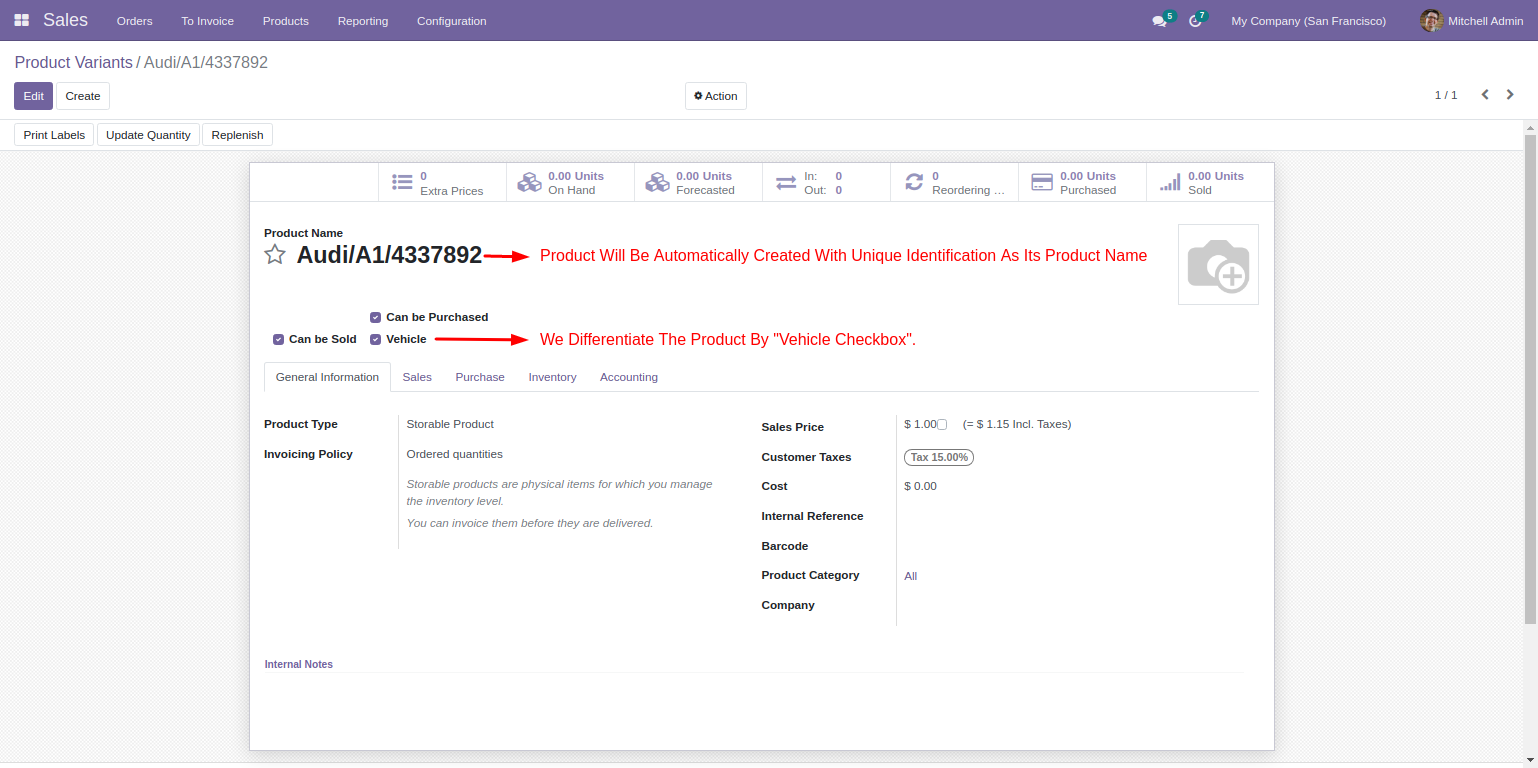 Sales Orders To Invoice Products Reporting Configuration 5 7 My Company (San Francisco) Mitchell Admin
Product Variants / Audi/A1/4337892
Edit Create Action 1 / 1
Print Labels Update Quantity Replenish
0 Extra Prices
0.00 Units On Hand
0.00 Units Forecasted
In: 0
Out: 0
0 Reordering ...
0.00 Units Purchased
0.00 Units Sold
Product Name
Audi/A1/4337892 Product Will Be Automatically Created With Unique Identification As Its Product Name
Can be Purchased
Can be Sold Vehicle We Differentiate The Product By "Vehicle Checkbox".
General Information Sales Purchase Inventory Accounting
Product Type Storable Product
Invoicing Policy Ordered quantities
Storable products are physical items for which you manage
the inventory level.
You can invoice them before they are delivered.
Sales Price $ 1.00 (= $ 1.15 Incl. Taxes)
Customer Taxes Tax 15.00%
Cost $ 0.00
Internal Reference
Barcode
Product Category All
Company
Internal Notes